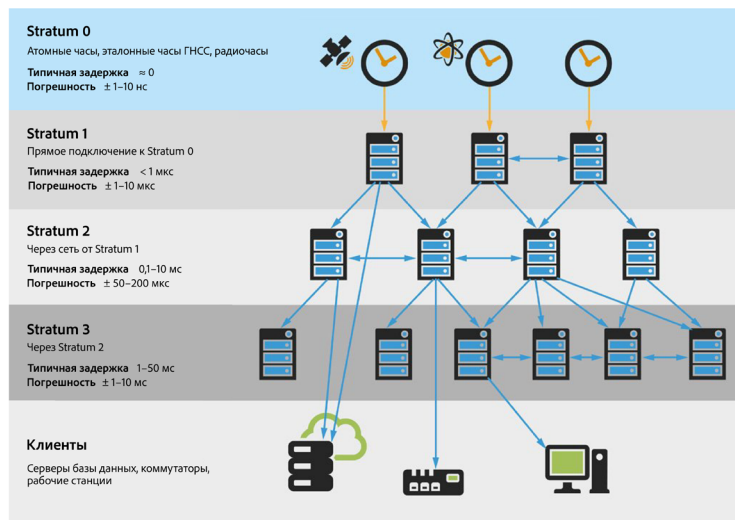 Stratum 0
Атомные часы, эталонные часы ГНСС, радиочасы
Типичная задержка ≈ 0
Погрешность ± 1–10 нс
Stratum 1
Прямое подключение к Stratum 0
Типичная задержка < 1 мкс
Погрешность ± 1–10 мкс
Stratum 2
Через сеть от Stratum 1
Типичная задержка 0,1–10 мс
Погрешность ± 50–200 мкс
Stratum 3
Через Stratum 2
Типичная задержка 1–50 мс
Погрешность ± 1–10 мс
Клиенты
Серверы базы данных, коммутаторы,
рабочие станции